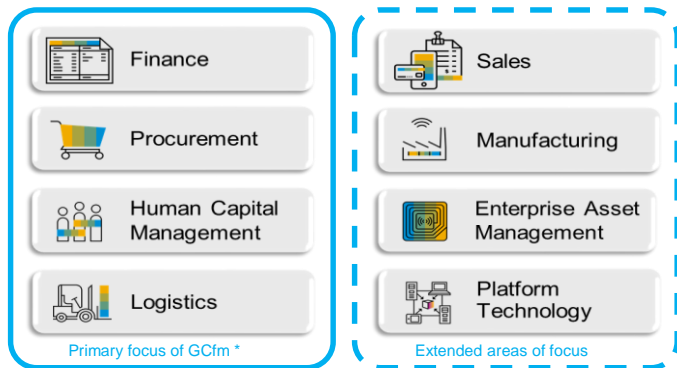 Finance
Procurement
Human Capital
Management
Logistics
Primary focus of GCfm *
Sales
Manufacturing
Enterprise Asset
Management
Platform
Technology
Extended areas of focus